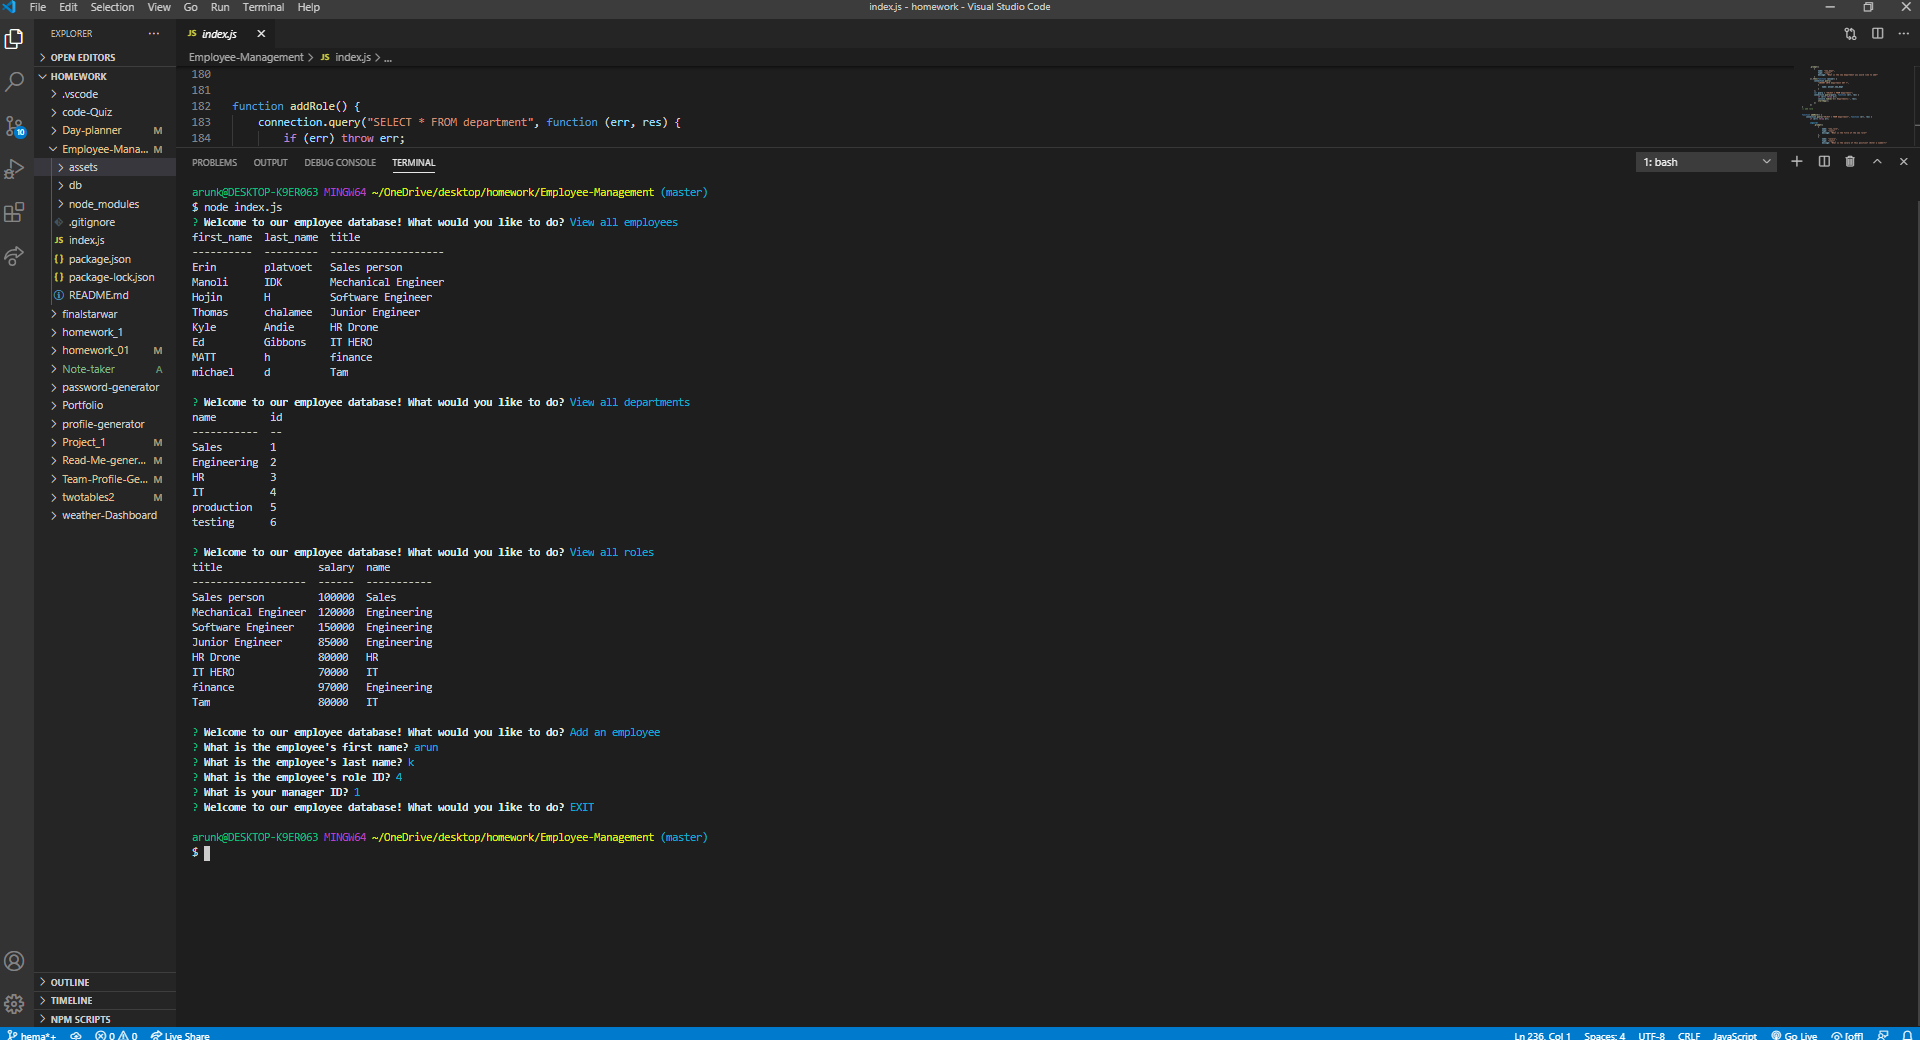 File Edit Selection View Go Run Terminal Help index.js - homework - Visual Studio Code
EXPLORER ... JS index.js
OPEN EDITORS
HOMEWORK
.vscode
code-Quiz
Day-planner M
Employee-Mana... M
assets
db
node_modules
.gitignore
JS index.js
{} package.json
{} package-lock.json
README.md
finalstarwar
homework_1
homework_01 M
Note-taker A
password-generator
Portfolio
profile-generator
Project_1 M
Read-Me-gener... M
Team-Profile-Ge... M
twotables2 M
weather-Dashboard
OUTLINE
TIMELINE
NPM SCRIPTS
10
Employee-Management > JS index.js > ...
180
181
182 function addRole() {
183 connection.query("SELECT * FROM department", function (err, res) {
184 if (err) throw err;
PROBLEMS OUTPUT DEBUG CONSOLE TERMINAL 1: bash
arunk@DESKTOP-K9ER063 MINGW64 ~/OneDrive/desktop/homework/Employee-Management (master)
$ node index.js
? Welcome to our employee database! What would you like to do? View all employees
first_name last_name title
---------- --------- -------------------
Erin platvoet Sales person
Manoli IDK Mechanical Engineer
Hojin H Software Engineer
Thomas chalamee Junior Engineer
Kyle Andie HR Drone
Ed Gibbons IT HERO
MATT h finance
michael d Tam
? Welcome to our employee database! What would you like to do? View all departments
name id
----------- --
Sales 1
Engineering 2
HR 3
IT 4
production 5
testing 6
? Welcome to our employee database! What would you like to do? View all roles
title salary name
------------------- ------ -----------
Sales person 100000 Sales
Mechanical Engineer 120000 Engineering
Software Engineer 150000 Engineering
Junior Engineer 85000 Engineering
HR Drone 80000 HR
IT HERO 70000 IT
finance 97000 Engineering
Tam 80000 IT
? Welcome to our employee database! What would you like to do? Add an employee
? What is the employee's first name? arun
? What is the employee's last name? k
? What is the employee's role ID? 4
? What is your manager ID? 1
? Welcome to our employee database! What would you like to do? EXIT
arunk@DESKTOP-K9ER063 MINGW64 ~/OneDrive/desktop/homework/Employee-Management (master)
$
hema*+ 0 0 Live Share Ln 236, Col 1 Spaces: 4 UTF-8 CRLF JavaScript Go Live [off]